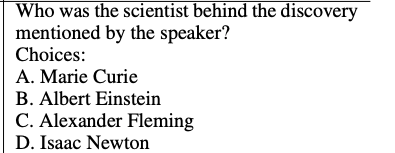 Who was the scientist behind the discovery
mentioned by the speaker?
Choices:
A. Marie Curie
B. Albert Einstein
C. Alexander Fleming
D. Isaac Newton